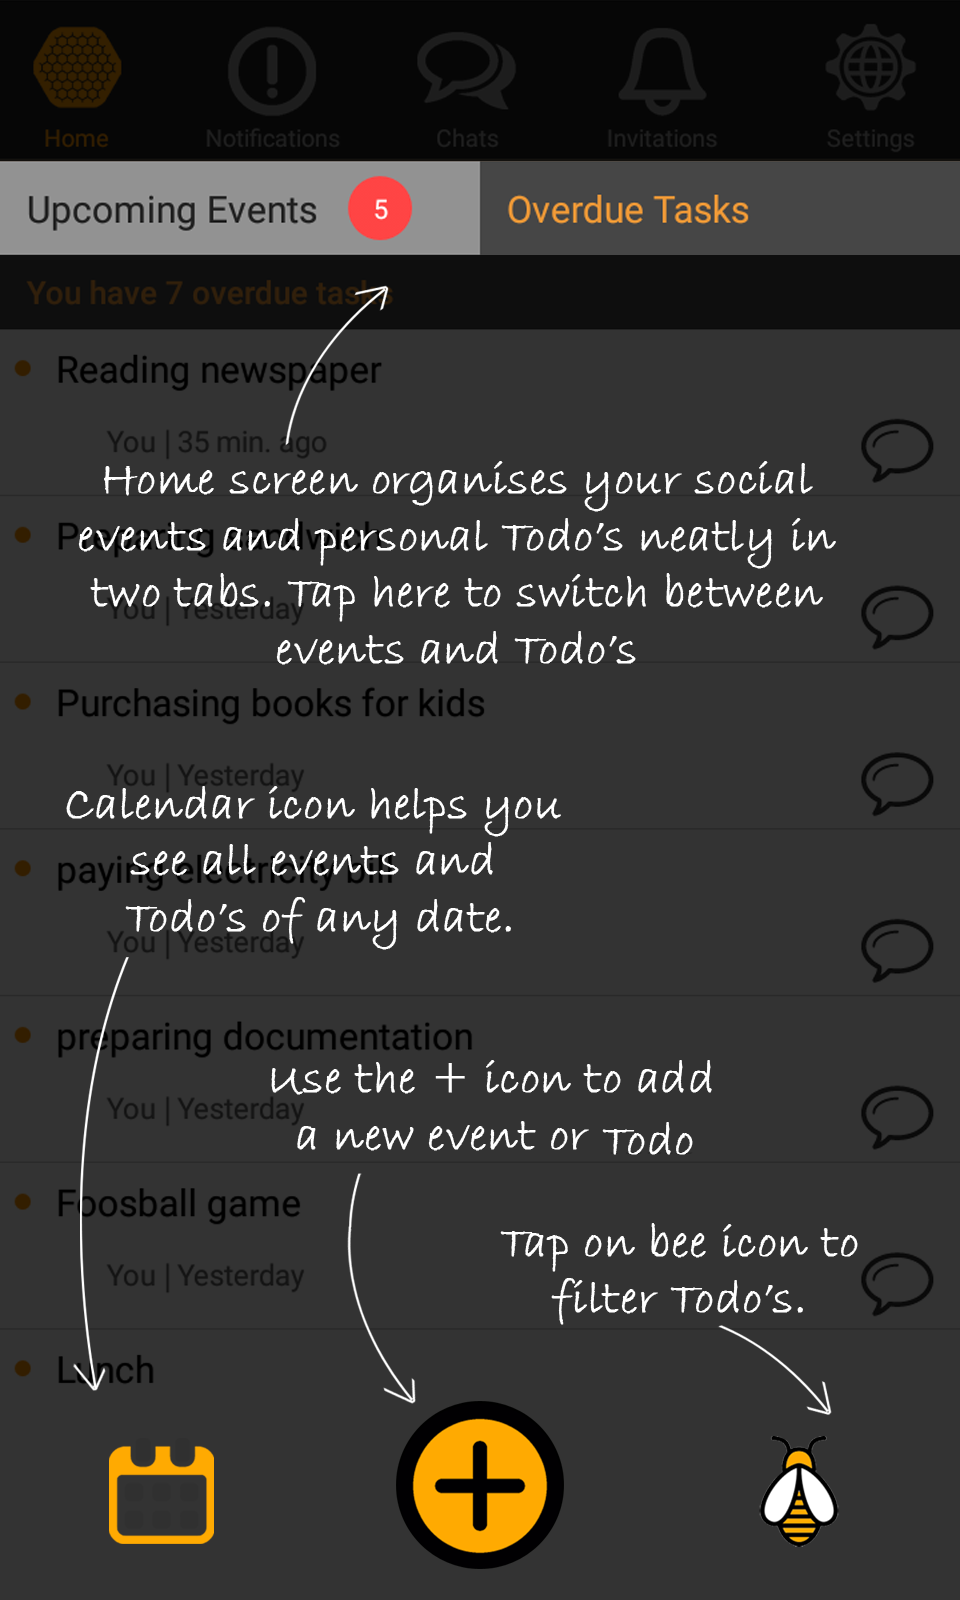 Home
Notifications
Chats
Invitations
Settings
Upcoming Events 5
Overdue Tasks
You have 7 overdue tasks
Reading newspaper
You | 35 min. ago
Home screen organises your social
events and personal Todo's neatly in
two tabs. Tap here to switch between
events and Todo's
Preparing sandwich
You | Yesterday
Purchasing books for kids
You | Yesterday
Calendar icon helps you
see all events and
Todo's of any date.
paying electricity bill
You | Yesterday
preparing documentation
You | Yesterday
Use the + icon to add
a new event or Todo
Foosball game
You | Yesterday
Tap on bee icon to
filter Todo's.
Lunch